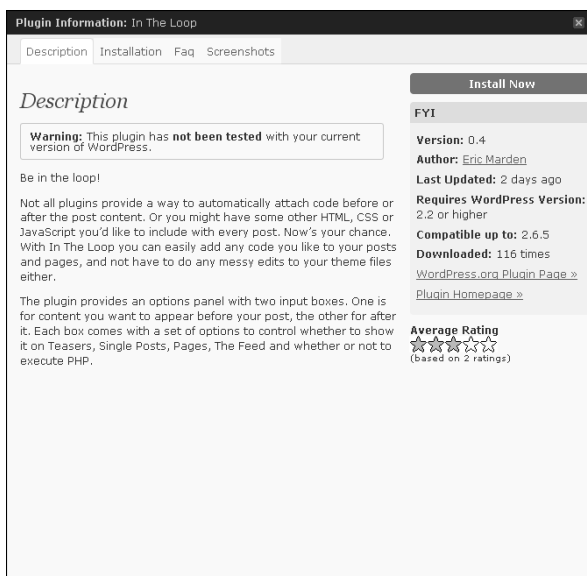 Plugin Information: In The Loop
Description Installation Faq Screenshots
Description
Warning: This plugin has not been tested with your current
version of WordPress.
Be in the loop!
Not all plugins provide a way to automatically attach code before or
after the post content. Or you might have some other HTML, CSS or
JavaScript you'd like to include with every post. Now's your chance.
With In The Loop you can easily add any code you like to your posts
and pages, and not have to do any messy edits to your theme files
either.
The plugin provides an options panel with two input boxes. One is
for content you want to appear before your post, the other for after
it. Each box comes with a set of options to control whether to show
it on Teasers, Single Posts, Pages, The Feed and whether or not to
execute PHP.
Install Now
FYI
Version: 0.4
Author: Eric Marden
Last Updated: 2 days ago
Requires WordPress Version:
2.2 or higher
Compatible up to: 2.6.5
Downloaded: 116 times
WordPress.org Plugin Page »
Plugin Homepage »
Average Rating
(based on 2 ratings)